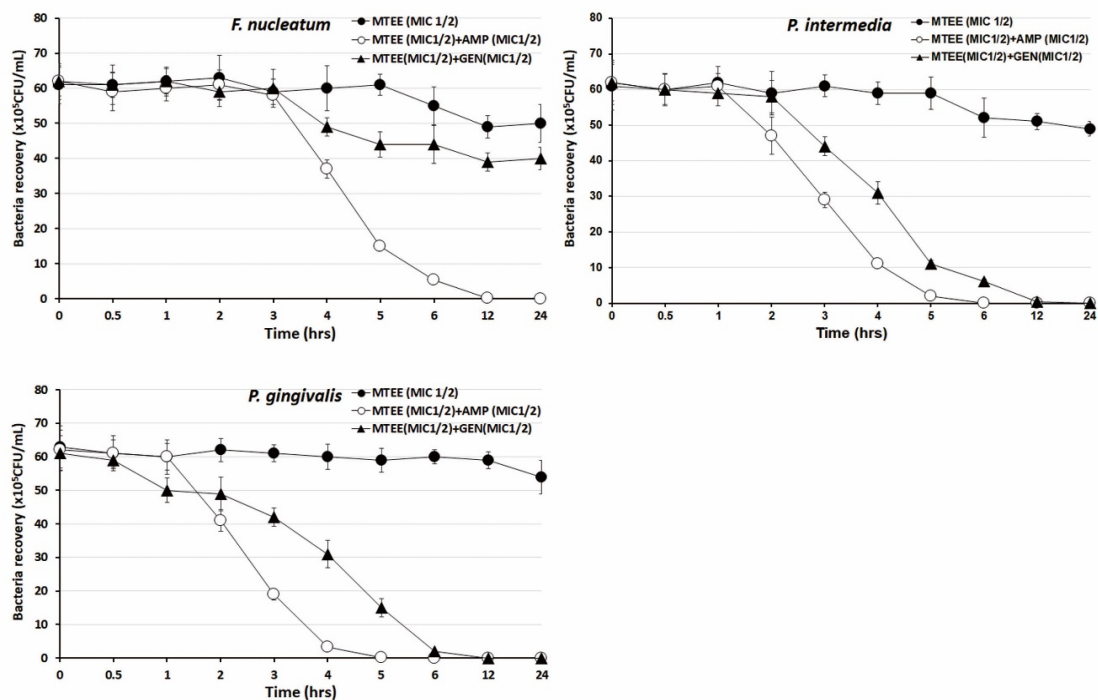 F. nucleatum
MTEE (MIC 1/2)
MTEE (MIC1/2)+AMP (MIC1/2)
MTEE(MIC1/2)+GEN(MIC1/2)
Bacteria recovery (x10⁵CFU/mL)
80
70
60
50
40
30
20
10
0
0 0.5 1 2 3 4 5 6 12 24
Time (hrs)
P. intermedia
MTEE (MIC 1/2)
MTEE (MIC1/2)+AMP (MIC1/2)
MTEE(MIC1/2)+GEN(MIC1/2)
Bacteria recovery (x10⁵CFU/mL)
80
70
60
50
40
30
20
10
0
0 0.5 1 2 3 4 5 6 12 24
Time (hrs)
P. gingivalis
MTEE (MIC 1/2)
MTEE (MIC1/2)+AMP (MIC1/2)
MTEE(MIC1/2)+GEN(MIC1/2)
Bacteria recovery (x10⁵CFU/mL)
80
70
60
50
40
30
20
10
0
0 0.5 1 2 3 4 5 6 12 24
Time (hrs)